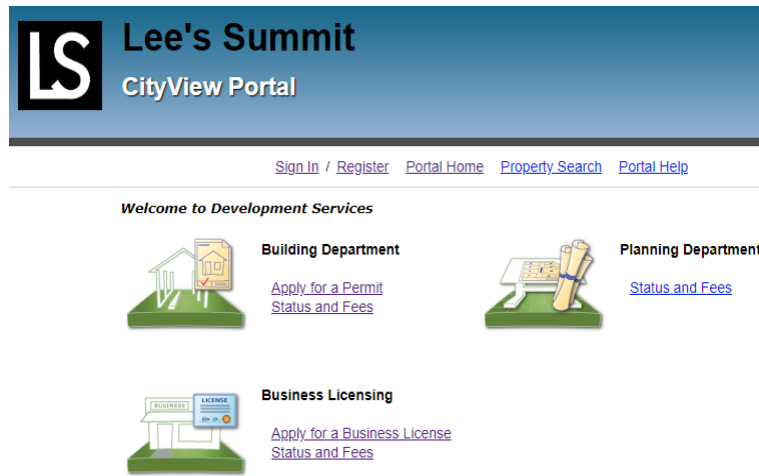 LS
Lee's Summit
CityView Portal
Sign In / Register Portal Home Property Search Portal Help
Welcome to Development Services
Building Department
Apply for a Permit
Status and Fees
Planning Department
Status and Fees
BUSINESS
LICENSE
Business Licensing
Apply for a Business License
Status and Fees